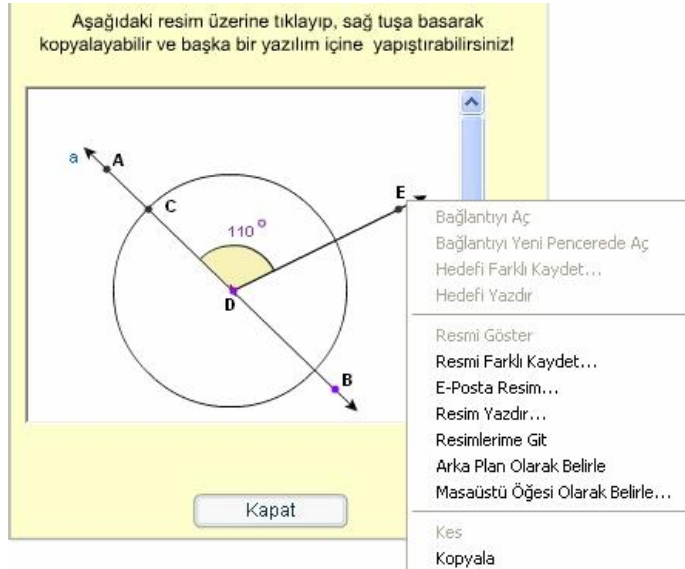 Aşağıdaki resim üzerine tıklayıp, sağ tuşa basarak
kopyalayabilir ve başka bir yazılım içine yapıştırabilirsiniz!
a
A
C
E
110 °
D
B
Bağlantıyı Aç
Bağlantıyı Yeni Pencerede Aç
Hedefi Farklı Kaydet...
Hedefi Yazdır
Resmi Göster
Resmi Farklı Kaydet...
E-Posta Resim...
Resim Yazdır...
Resimlerime Git
Arka Plan Olarak Belirle
Masaüstü Öğesi Olarak Belirle...
Kes
Kopyala
Kapat